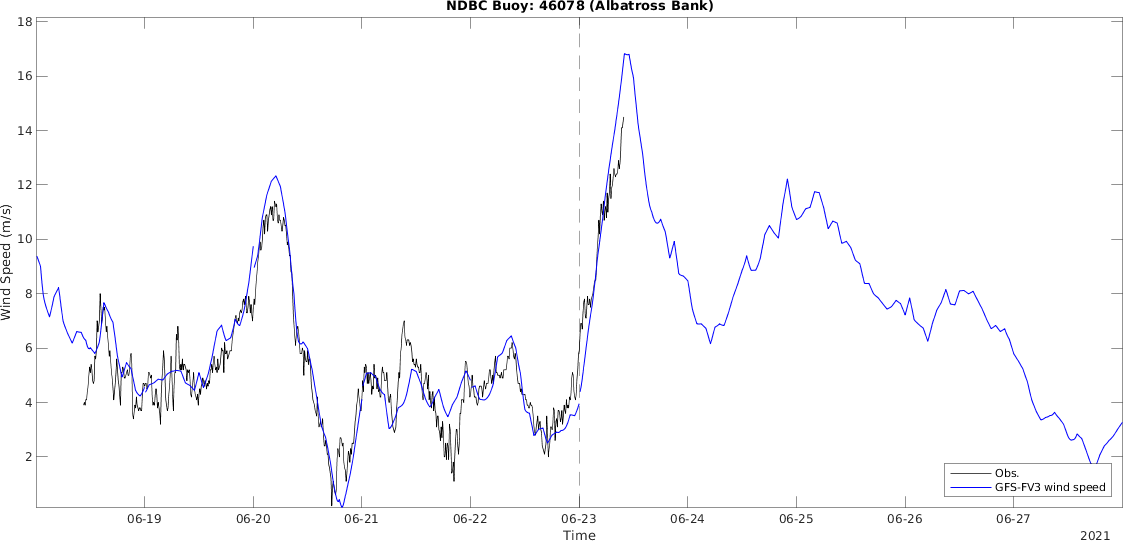 NDBC Buoy: 46078 (Albatross Bank)
18
16
14
12
10
8
6
4
2
Wind Speed (m/s)
Obs.
GFS-FV3 wind speed
06-19 06-20 06-21 06-22 06-23 06-24 06-25 06-26 06-27
Time
2021